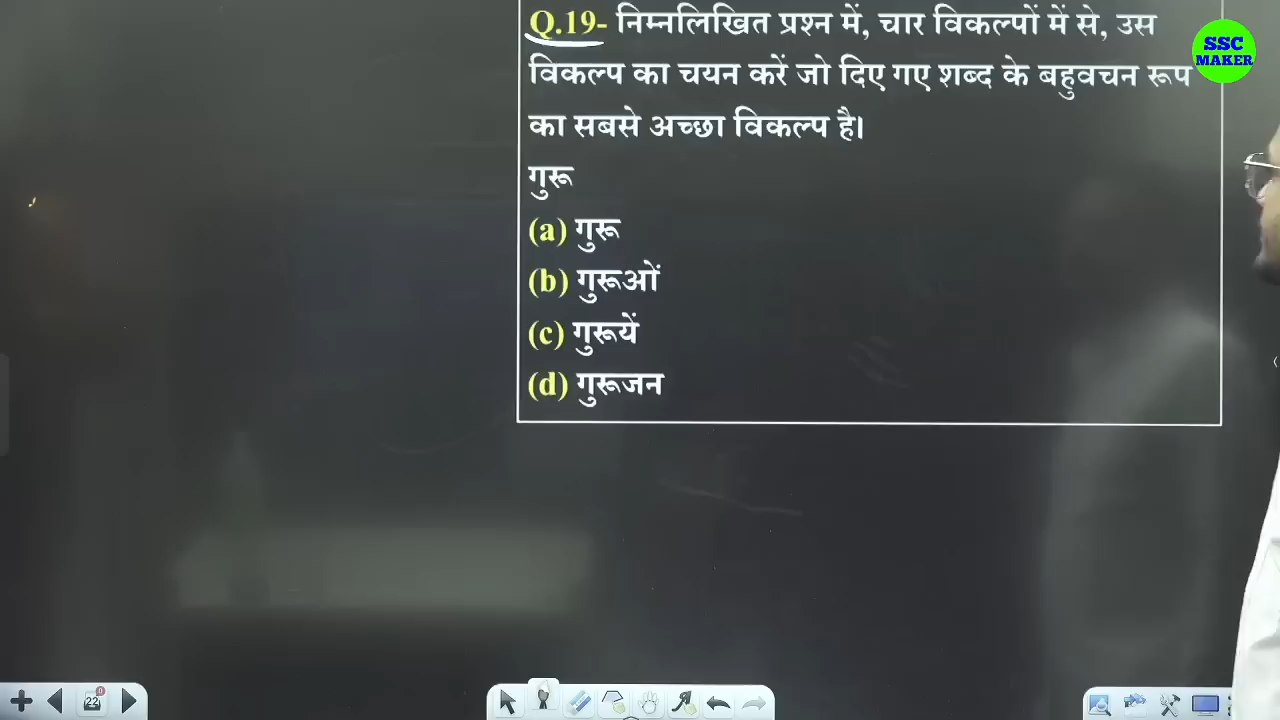 Q.19- निम्नलिखित प्रश्न में, चार विकल्पों में से, उस
विकल्प का चयन करें जो दिए गए शब्द के बहुवचन रूप
का सबसे अच्छा विकल्प है।
गुरू
(a) गुरू
(b) गुरूओं
(c) गुरूयें
(d) गुरूजन
SSC
MAKER
22
0